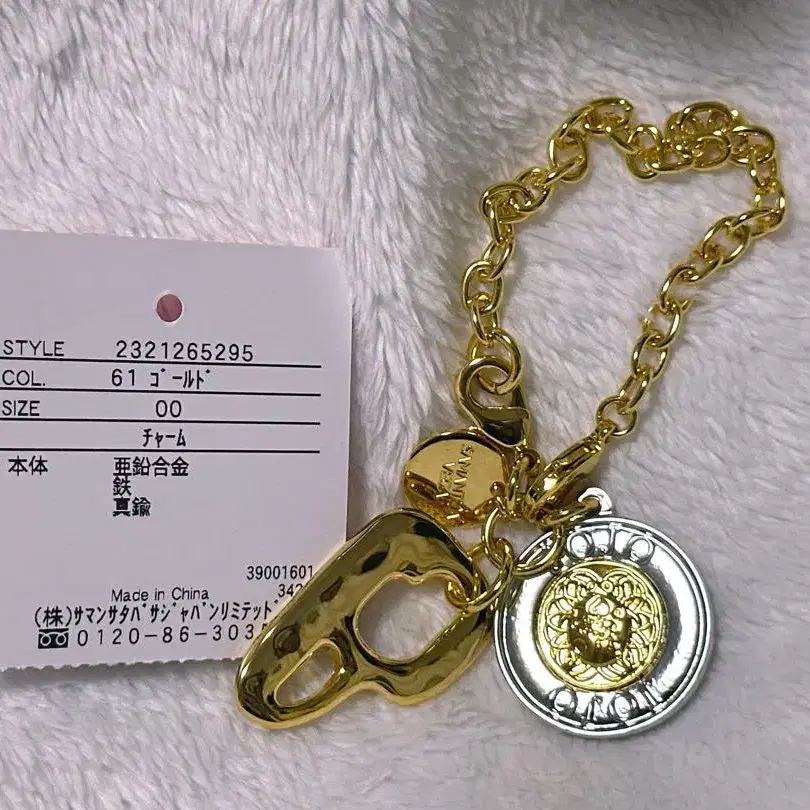 STYLE 2321265295
COL. 61 ゴールド
SIZE 00
チャーム
本体 亜鉛合金
鉄
真鍮
39001601
Made in China 342
(株)サマンサタバサジャパンリミテッド
0120-86-303